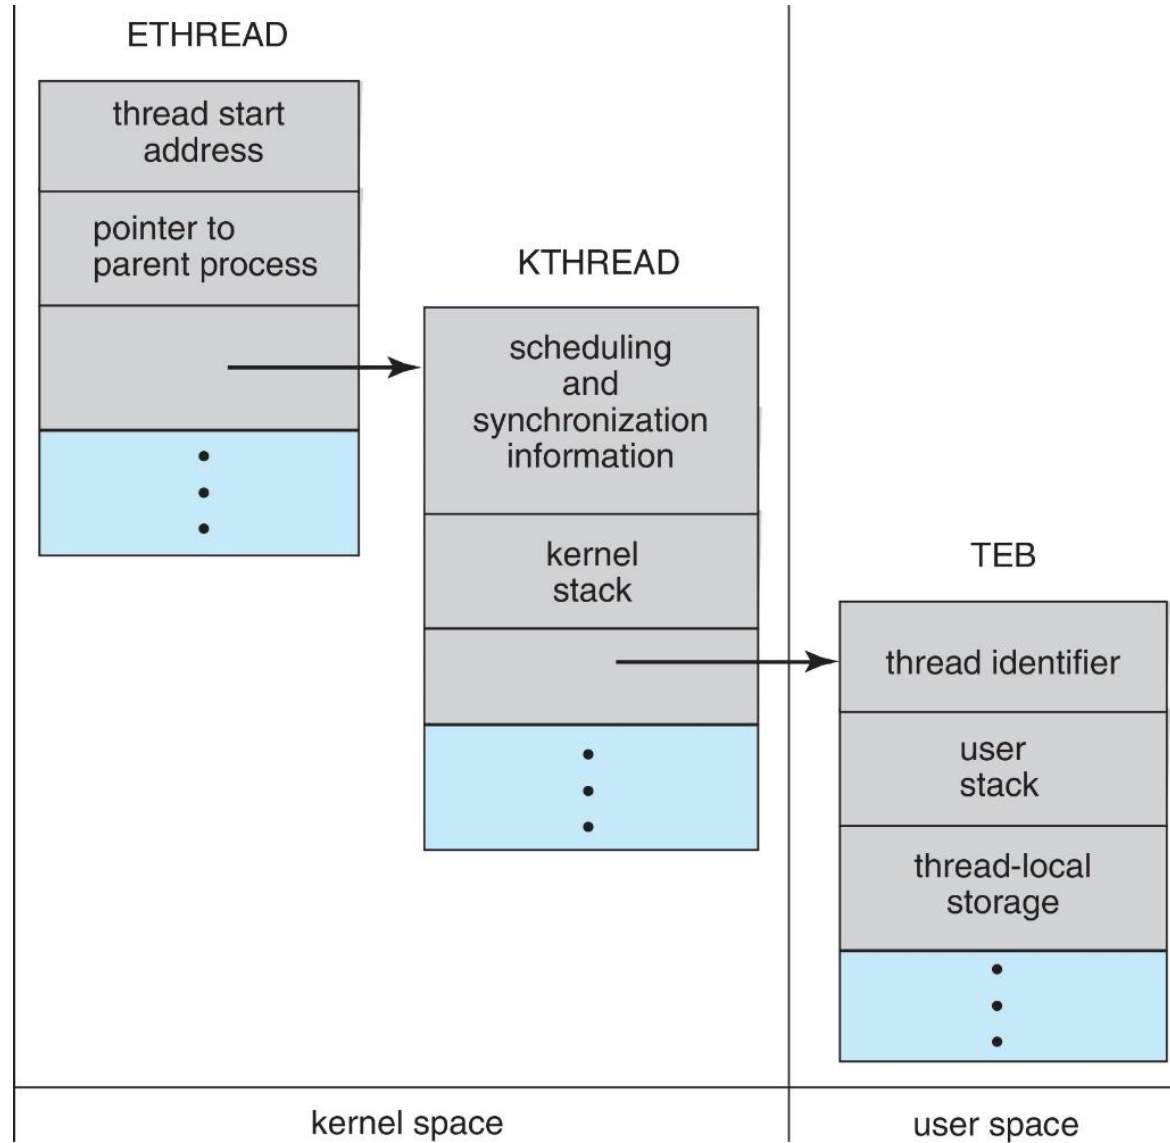 ETHREAD
thread start
address
pointer to
parent process
KTHREAD
scheduling
and
synchronization
information
kernel
stack
TEB
thread identifier
user
stack
thread-local
storage
kernel space
user space